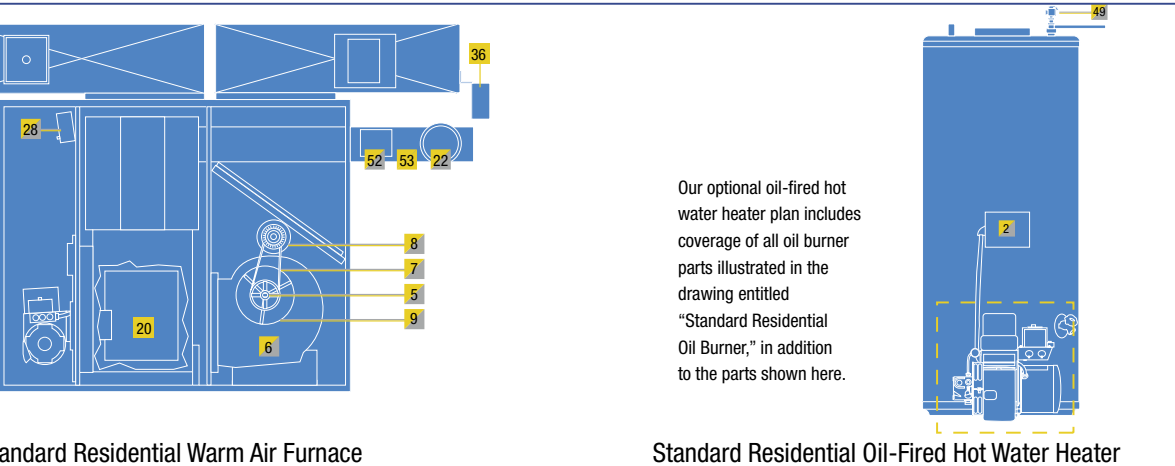 49
36
28
52 53 22
8
7
5
9
20
6
2
Our optional oil-fired hot
water heater plan includes
coverage of all oil burner
parts illustrated in the
drawing entitled
“Standard Residential
Oil Burner,” in addition
to the parts shown here.
andard Residential Warm Air Furnace
Standard Residential Oil-Fired Hot Water Heater